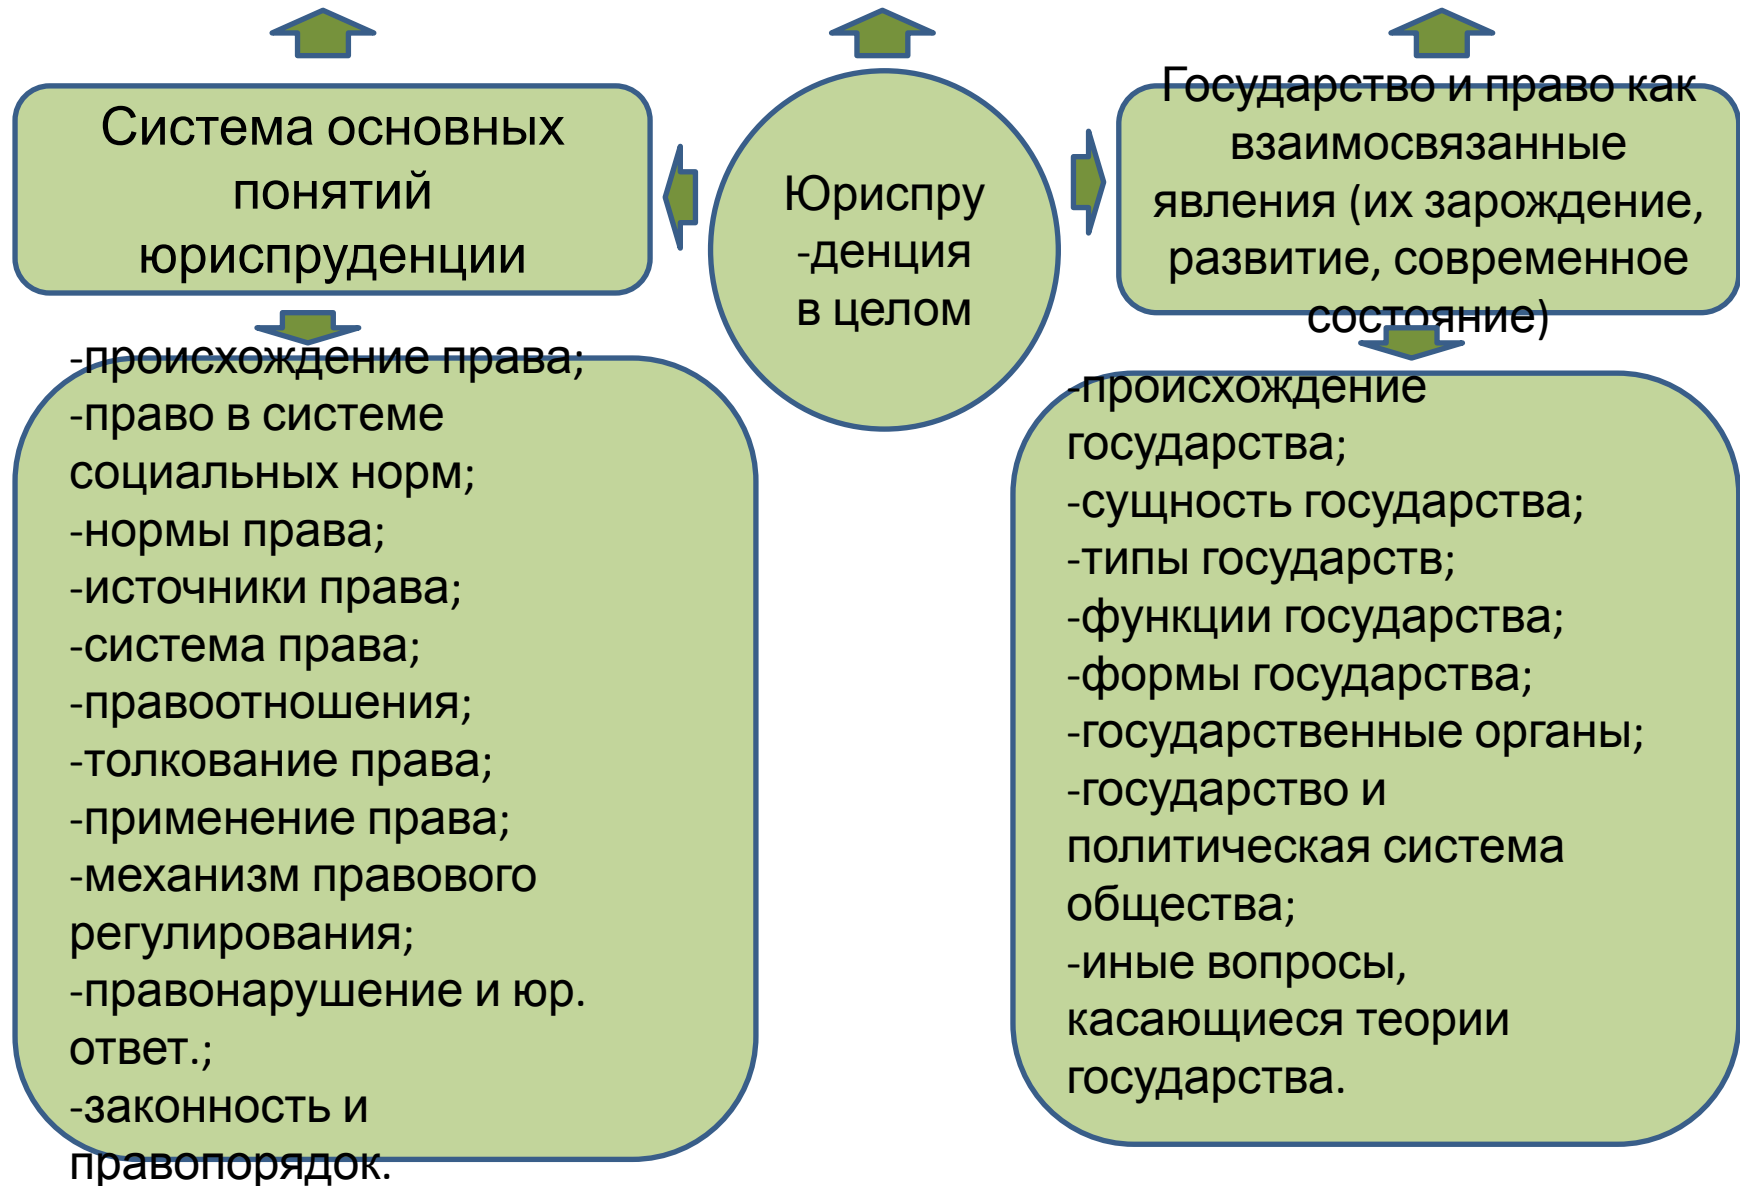 Система основных
понятий
юриспруденции
Юриспру
-денция
в целом
Государство и право как
взаимосвязанные
явления (их зарождение,
развитие, современное
состояние)
-происхождение права;
-право в системе
социальных норм;
-нормы права;
-источники права;
-система права;
-правоотношения;
-толкование права;
-применение права;
-механизм правового
регулирования;
-правонарушение и юр.
ответ.;
-законность и
правопорядок.
-происхождение
государства;
-сущность государства;
-типы государств;
-функции государства;
-формы государства;
-государственные органы;
-государство и
политическая система
общества;
-иные вопросы,
касающиеся теории
государства.